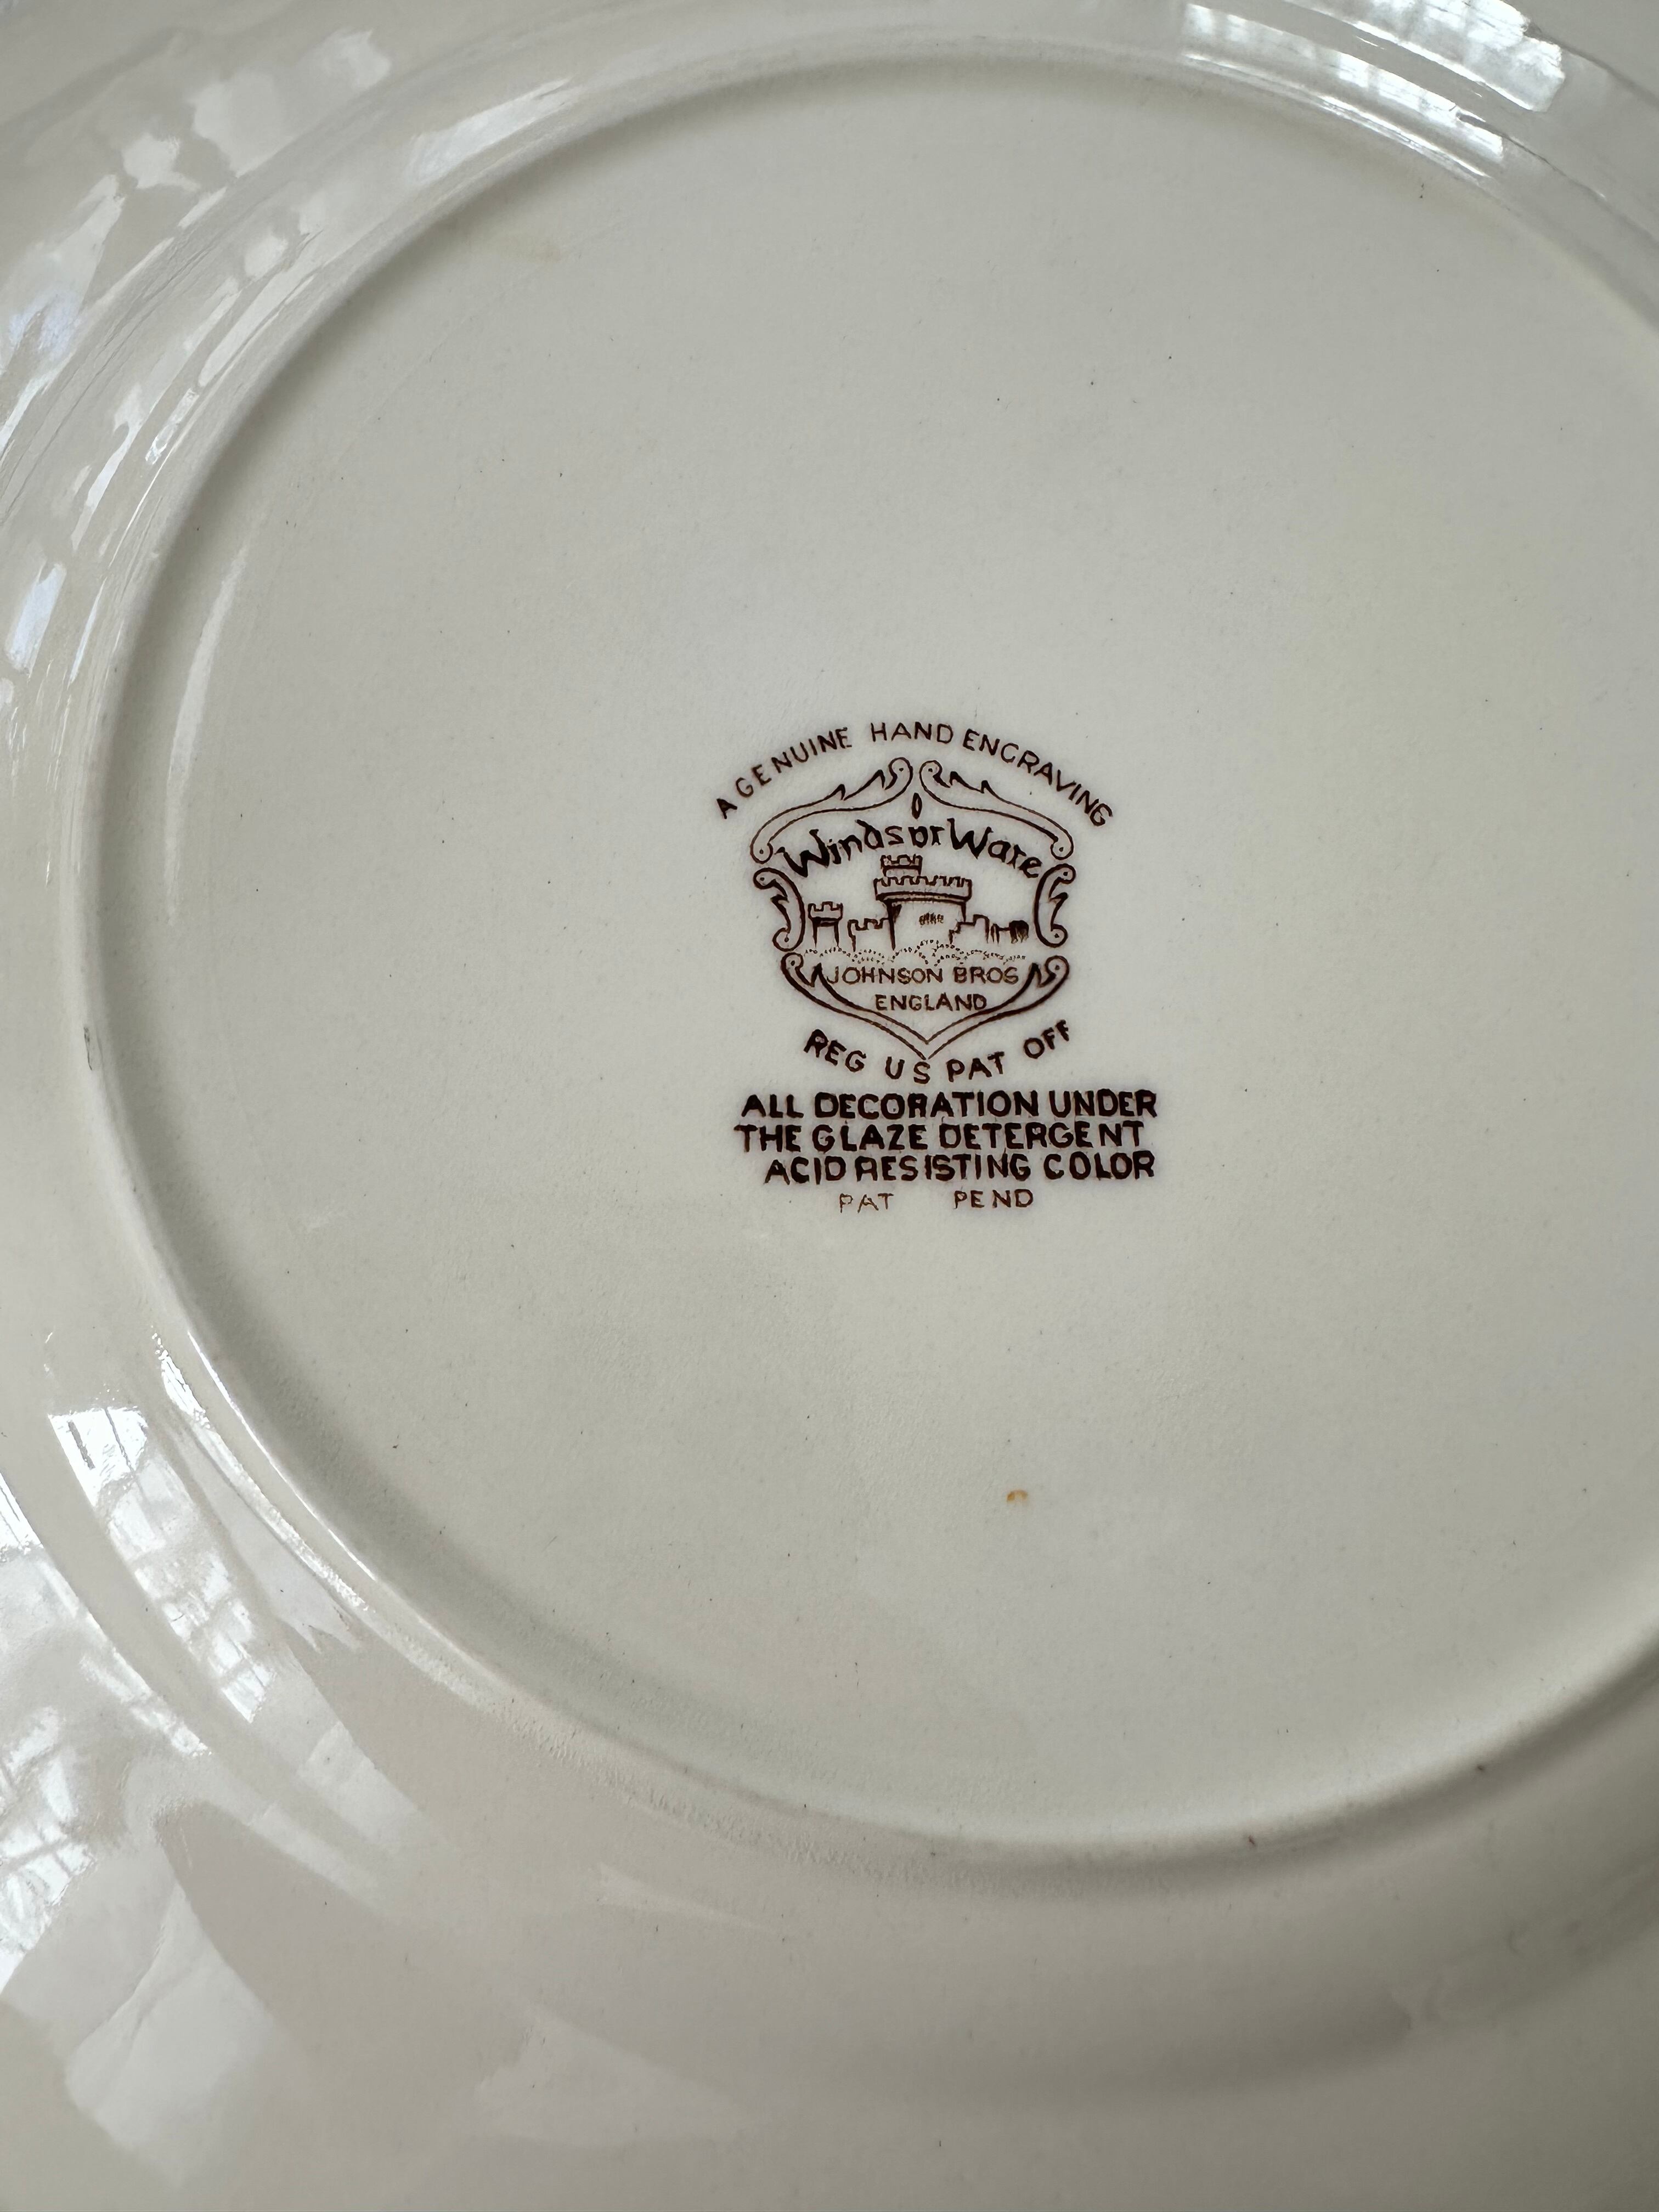 A GENUINE HAND ENGRAVING
Windsor Ware
JOHNSON BROS
ENGLAND
REG US PAT OFF
ALL DECORATION UNDER
THE GLAZE DETERGENT
ACID RESISTING COLOR
PAT PEND